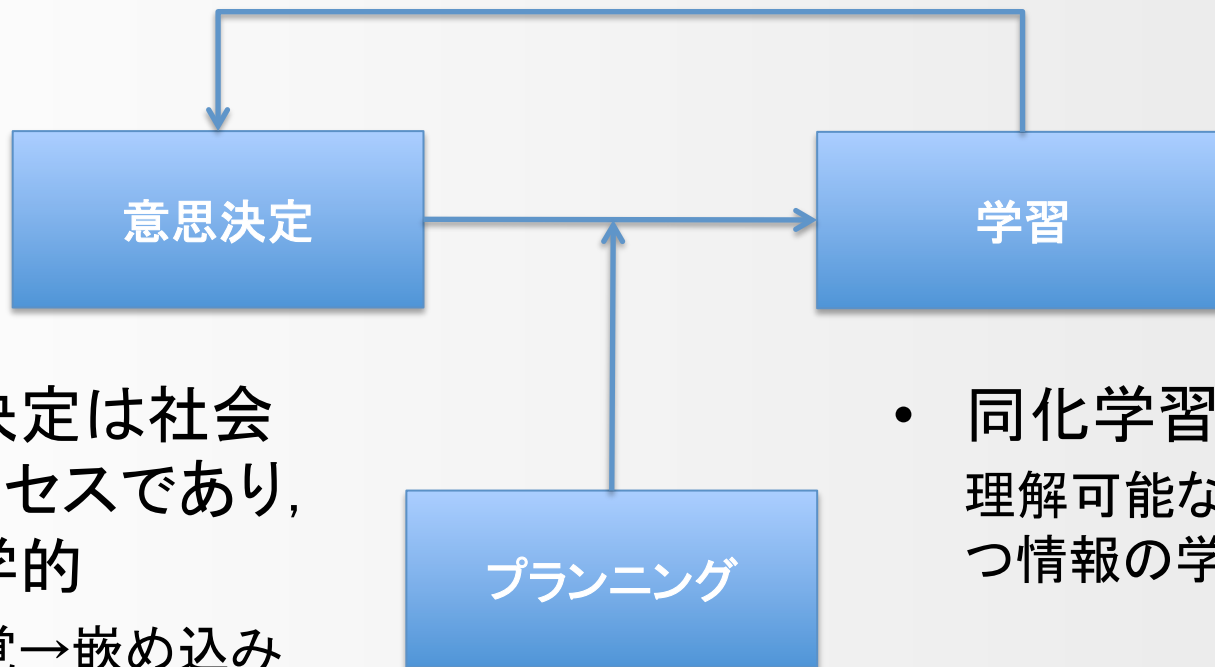 意思決定
学習
決定は社会
セスであり,
学的
覚→嵌め込み
プランニング
• 同化学習
理解可能な
つ情報の学